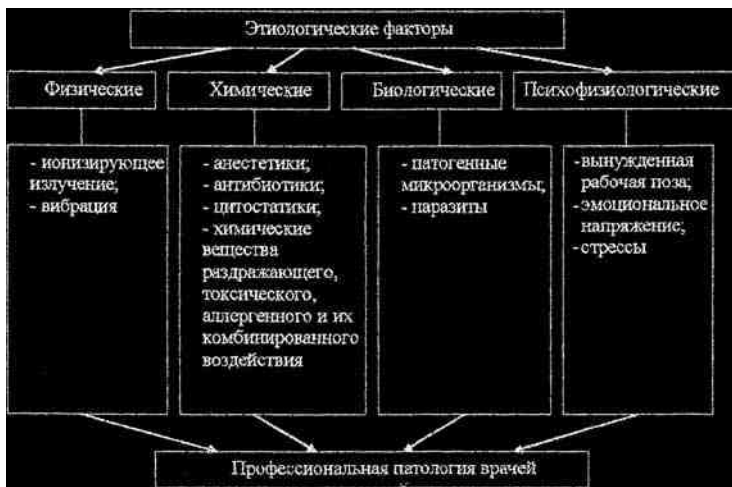 Этиологические факторы
Физические
Химические
Биологические
Психофизиологические
- ионизирующее
излучение;
- вибрация
- анестетики;
- антибиотики;
- цитостатики;
- химические
вещества
раздражающего,
токсического,
аллергенного и их
комбинированного
воздействия
- патогенные
микроорганизмы;
- паразиты
- вынужденная
рабочая поза;
- эмоциональное
напряжение;
- стрессы
Профессиональная патология врачей